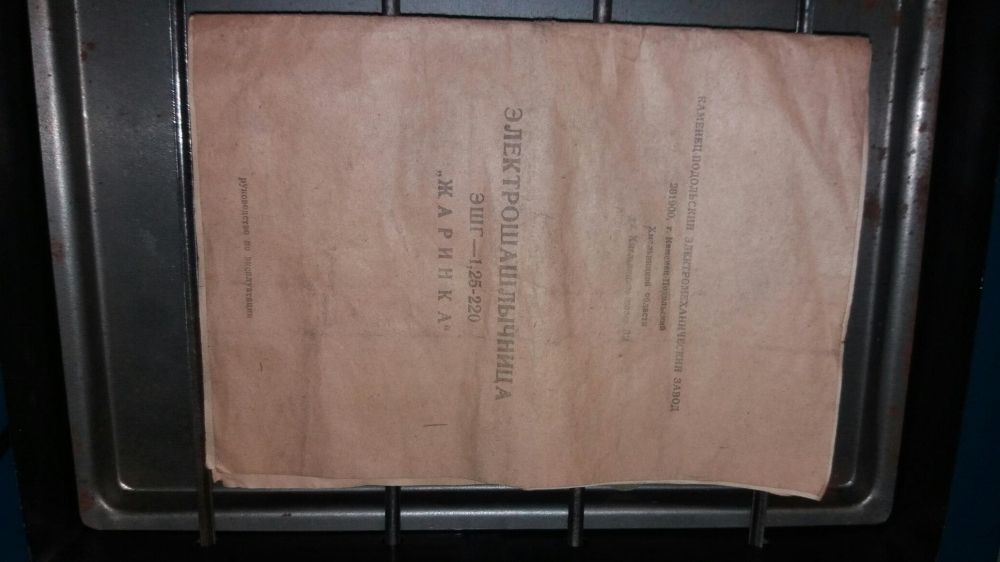 КАМЕНЕЦ-ПОДОЛЬСКИЙ ЭЛЕКТРОМЕХАНИЧЕСКИЙ ЗАВОД
281900, г. Каменец-Подольский
Хмельницкой области
ЭЛЕКТРОШАШЛЫЧНИЦА
ЭШГ—1,25-220
„ЖАРИНКА“
руководство по эксплуатации